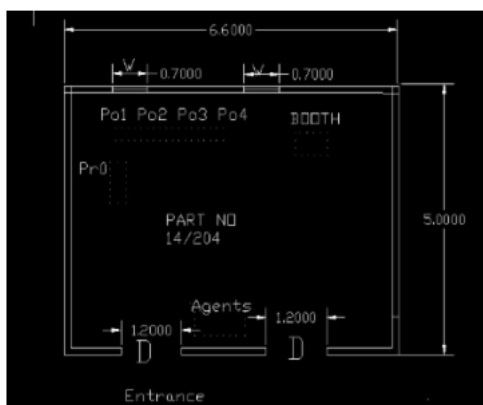 6.6000
W 0.7000 W 0.7000
Po1 Po2 Po3 Po4
BOOTH
Pr0
PART NO
14/204
5.0000
Agents
1.2000 1.2000
D D
Entrance